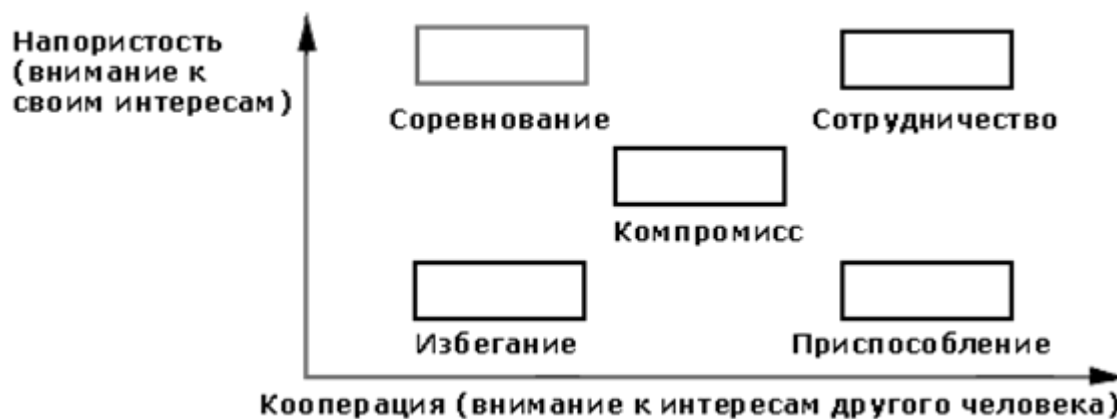 Напористость
(внимание к
своим интересам)
Соревнование
Сотрудничество
Компромисс
Избегание
Приспособление
Кооперация (внимание к интересам другого человека)